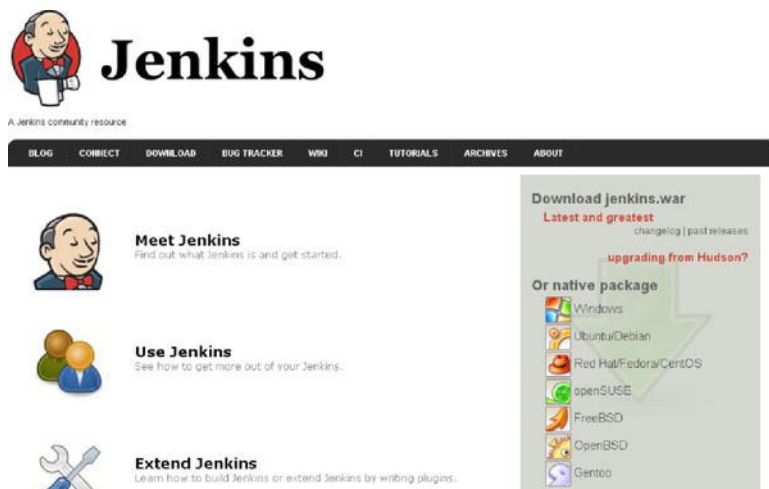 Jenkins
A Jenkins community resource
BLOG CONNECT DOWNLOAD BUG TRACKER WIKI CI TUTORIALS ARCHIVES ABOUT
Meet Jenkins
Find out what Jenkins is and get started.
Use Jenkins
See how to get more out of your Jenkins.
Extend Jenkins
Learn how to build Jenkins or extend Jenkins by writing plugins.
Download jenkins.war
Latest and greatest
changelog | past releases
upgrading from Hudson?
Or native package
Windows
Ubuntu/Debian
Red Hat/Fedora/CentOS
openSUSE
FreeBSD
OpenBSD
Gentoo